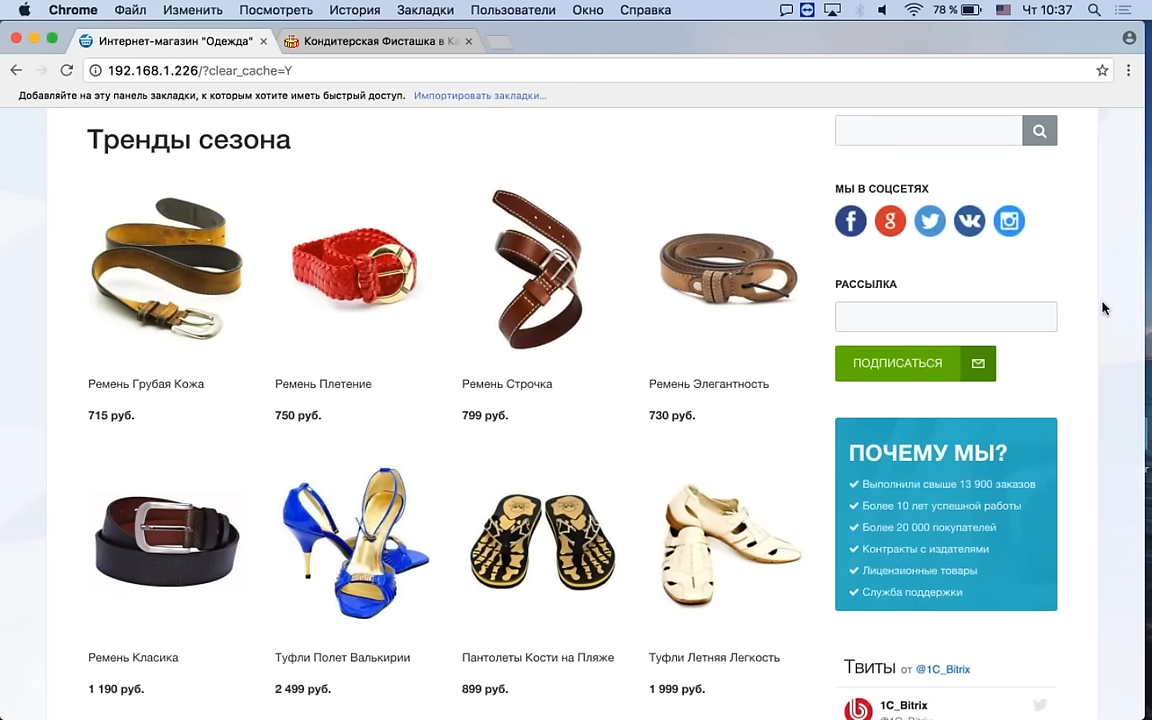 Chrome Файл Изменить Посмотреть История Закладки Пользователи Окно Справка 78 % Чт 10:37
Интернет-магазин "Одежда" Кондитерская Фисташка в Ка
192.168.1.226/?clear_cache=Y
Добавляйте на эту панель закладки, к которым хотите иметь быстрый доступ. Импортировать закладки...
Тренды сезона
Ремень Грубая Кожа
715 руб.
Ремень Плетение
750 руб.
Ремень Строчка
799 руб.
Ремень Элегантность
730 руб.
Ремень Класика
1 190 руб.
Туфли Полет Валькирии
2 499 руб.
Пантолеты Кости на Пляже
899 руб.
Туфли Летняя Легкость
1 999 руб.
МЫ В СОЦСЕТЯХ
РАССЫЛКА
ПОДПИСАТЬСЯ
ПОЧЕМУ МЫ?
Выполнили свыше 13 900 заказов
Более 10 лет успешной работы
Более 20 000 покупателей
Контракты с издателями
Лицензионные товары
Служба поддержки
Твиты от @1C_Bitrix
1C_Bitrix
@1C_Bitrix